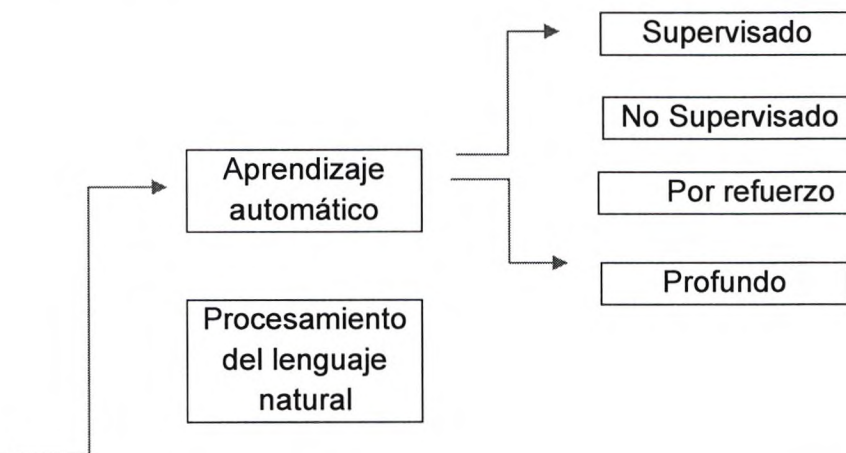 Supervisado
No Supervisado
Aprendizaje
automático
Por refuerzo
Profundo
Procesamiento
del lenguaje
natural